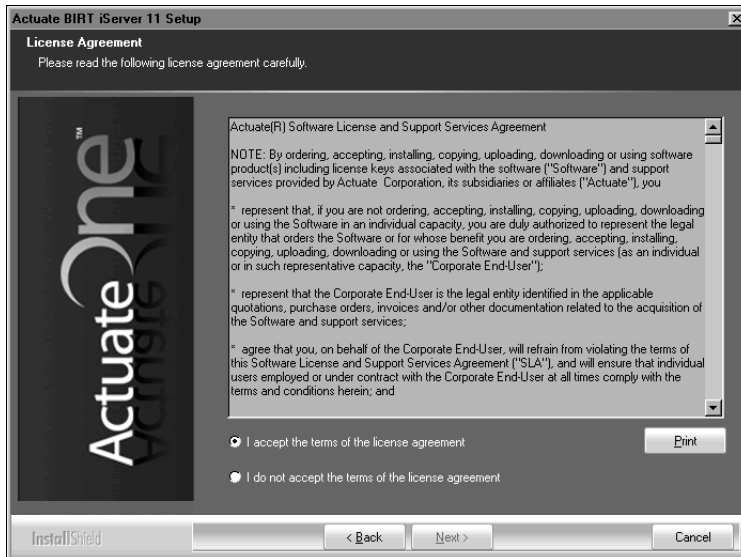 Actuate BIRT iServer 11 Setup
License Agreement
Please read the following license agreement carefully.
ActuateOne™
Actuate(R) Software License and Support Services Agreement
NOTE: By ordering, accepting, installing, copying, uploading, downloading or using software
product(s) including license keys associated with the software ("Software") and support
services provided by Actuate Corporation, its subsidiaries or affiliates ("Actuate"), you
* represent that, if you are not ordering, accepting, installing, copying, uploading, downloading
or using the Software in an individual capacity, you are duly authorized to represent the legal
entity that orders the Software or for whose benefit you are ordering, accepting, installing,
copying, uploading, downloading or using the Software and support services (as an individual
or in such representative capacity, the "Corporate End-User");
* represent that the Corporate End-User is the legal entity identified in the applicable
quotations, purchase orders, invoices and/or other documentation related to the acquisition of
the Software and support services;
* agree that you, on behalf of the Corporate End-User, will refrain from violating the terms of
this Software License and Support Services Agreement ("SLA"), and will ensure that individual
users employed or under contract with the Corporate End-User at all times comply with the
terms and conditions herein; and
I accept the terms of the license agreement
Print
I do not accept the terms of the license agreement
InstallShield
< Back
Next >
Cancel